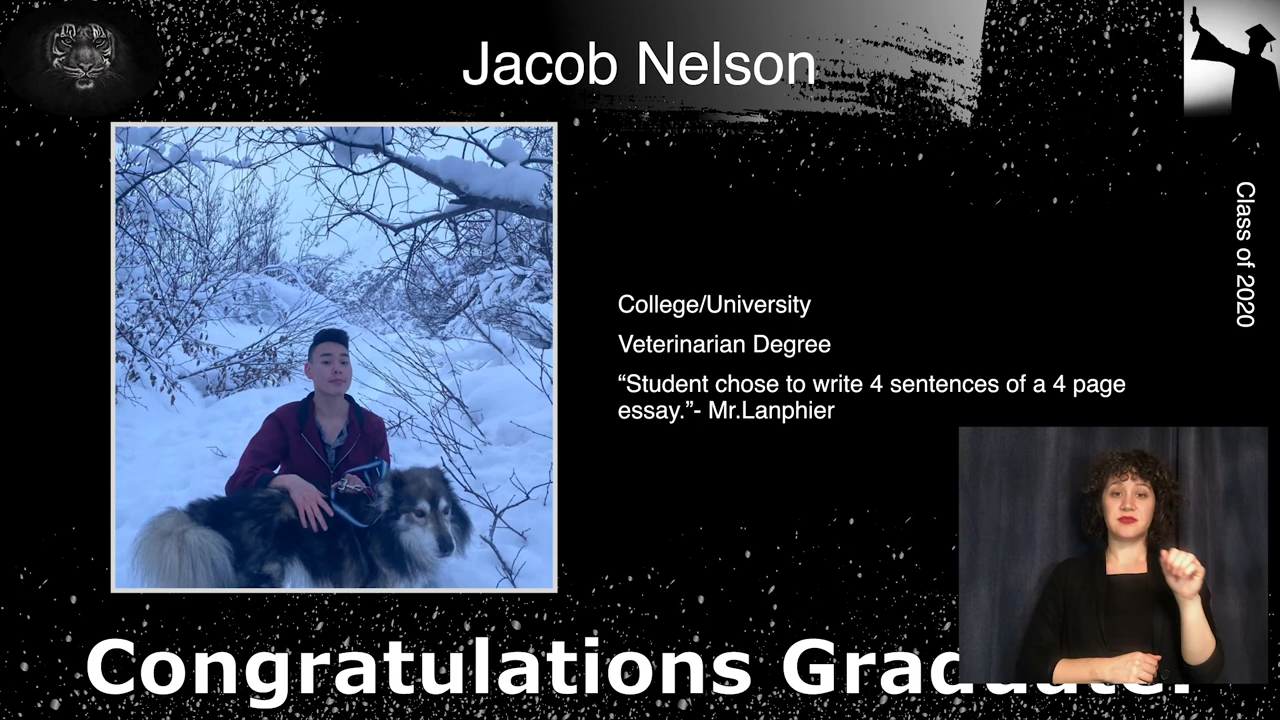 Jacob Nelson
Class of 2020
College/University
Veterinarian Degree
“Student chose to write 4 sentences of a 4 page
essay.”- Mr.Lanphier
Congratulations